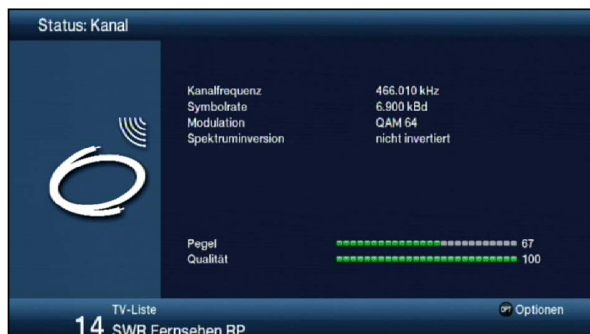 Status: Kanal
Kanalfrequenz 466.010 kHz
Symbolrate 6.900 kBd
Modulation QAM 64
Spektruminversion nicht invertiert
Pegel 67
Qualität 100
TV-Liste OPT Optionen
14 SWR Fernsehen RP